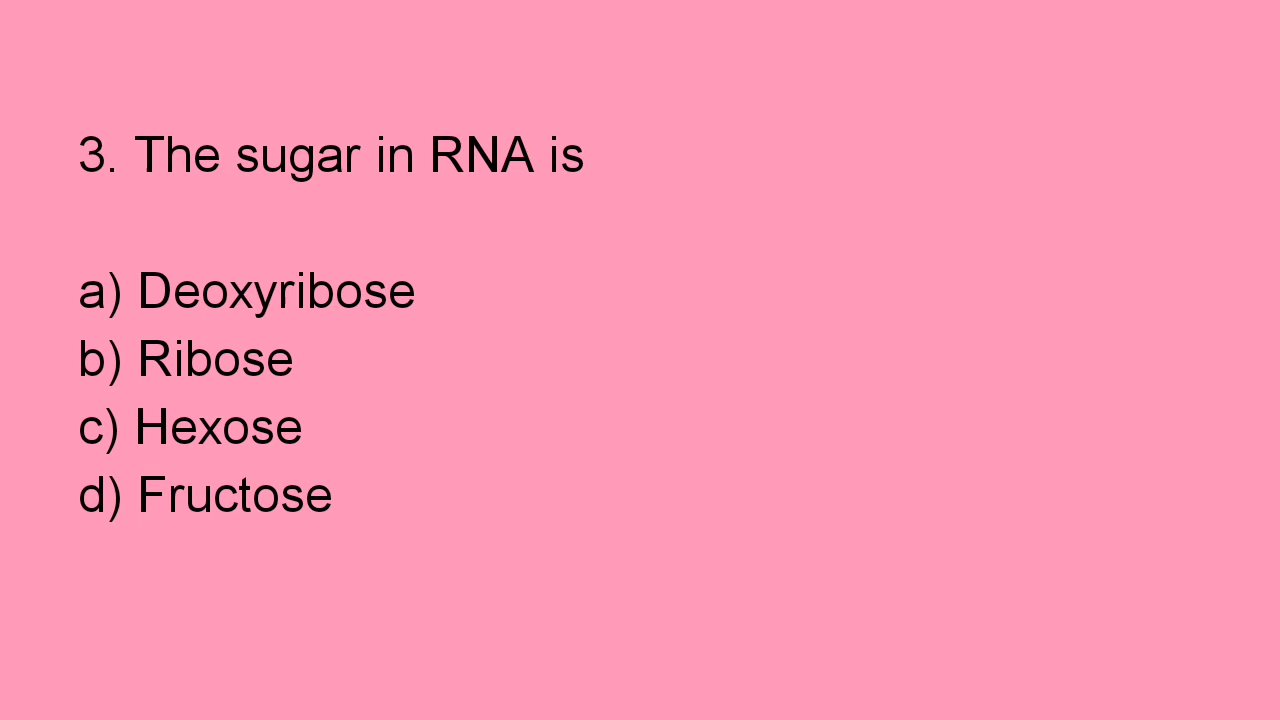 3. The sugar in RNA is
a) Deoxyribose
b) Ribose
c) Hexose
d) Fructose